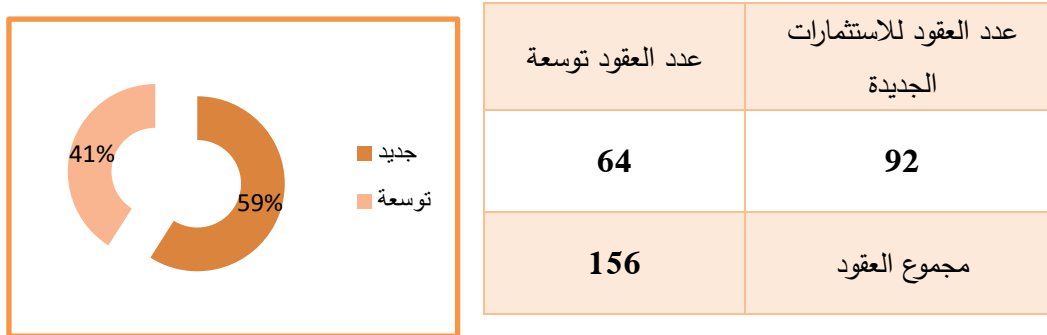 عدد العقود للاستثمارات
الجديدة
عدد العقود توسعة
92
64
مجموع العقود
156
جديد
توسعة
41%
59%